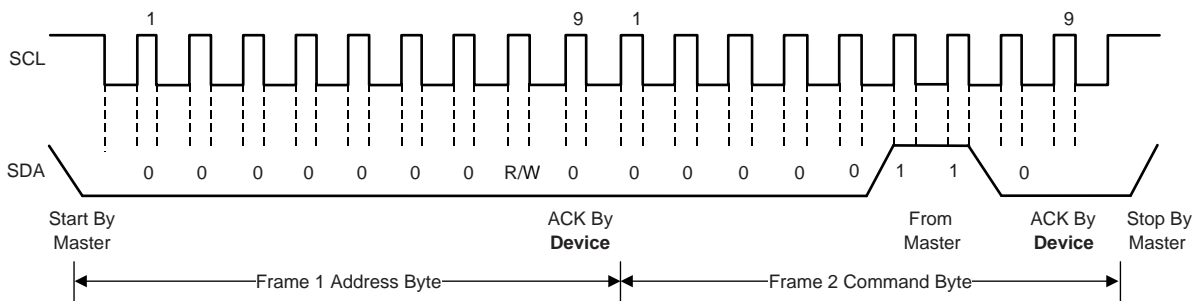 1 9 1 9
SCL
SDA 0 0 0 0 0 0 0 R/W 0 0 0 0 0 0 1 1 0
Start By ACK By From ACK By Stop By
Master Device Master Device Master
Frame 1 Address Byte Frame 2 Command Byte